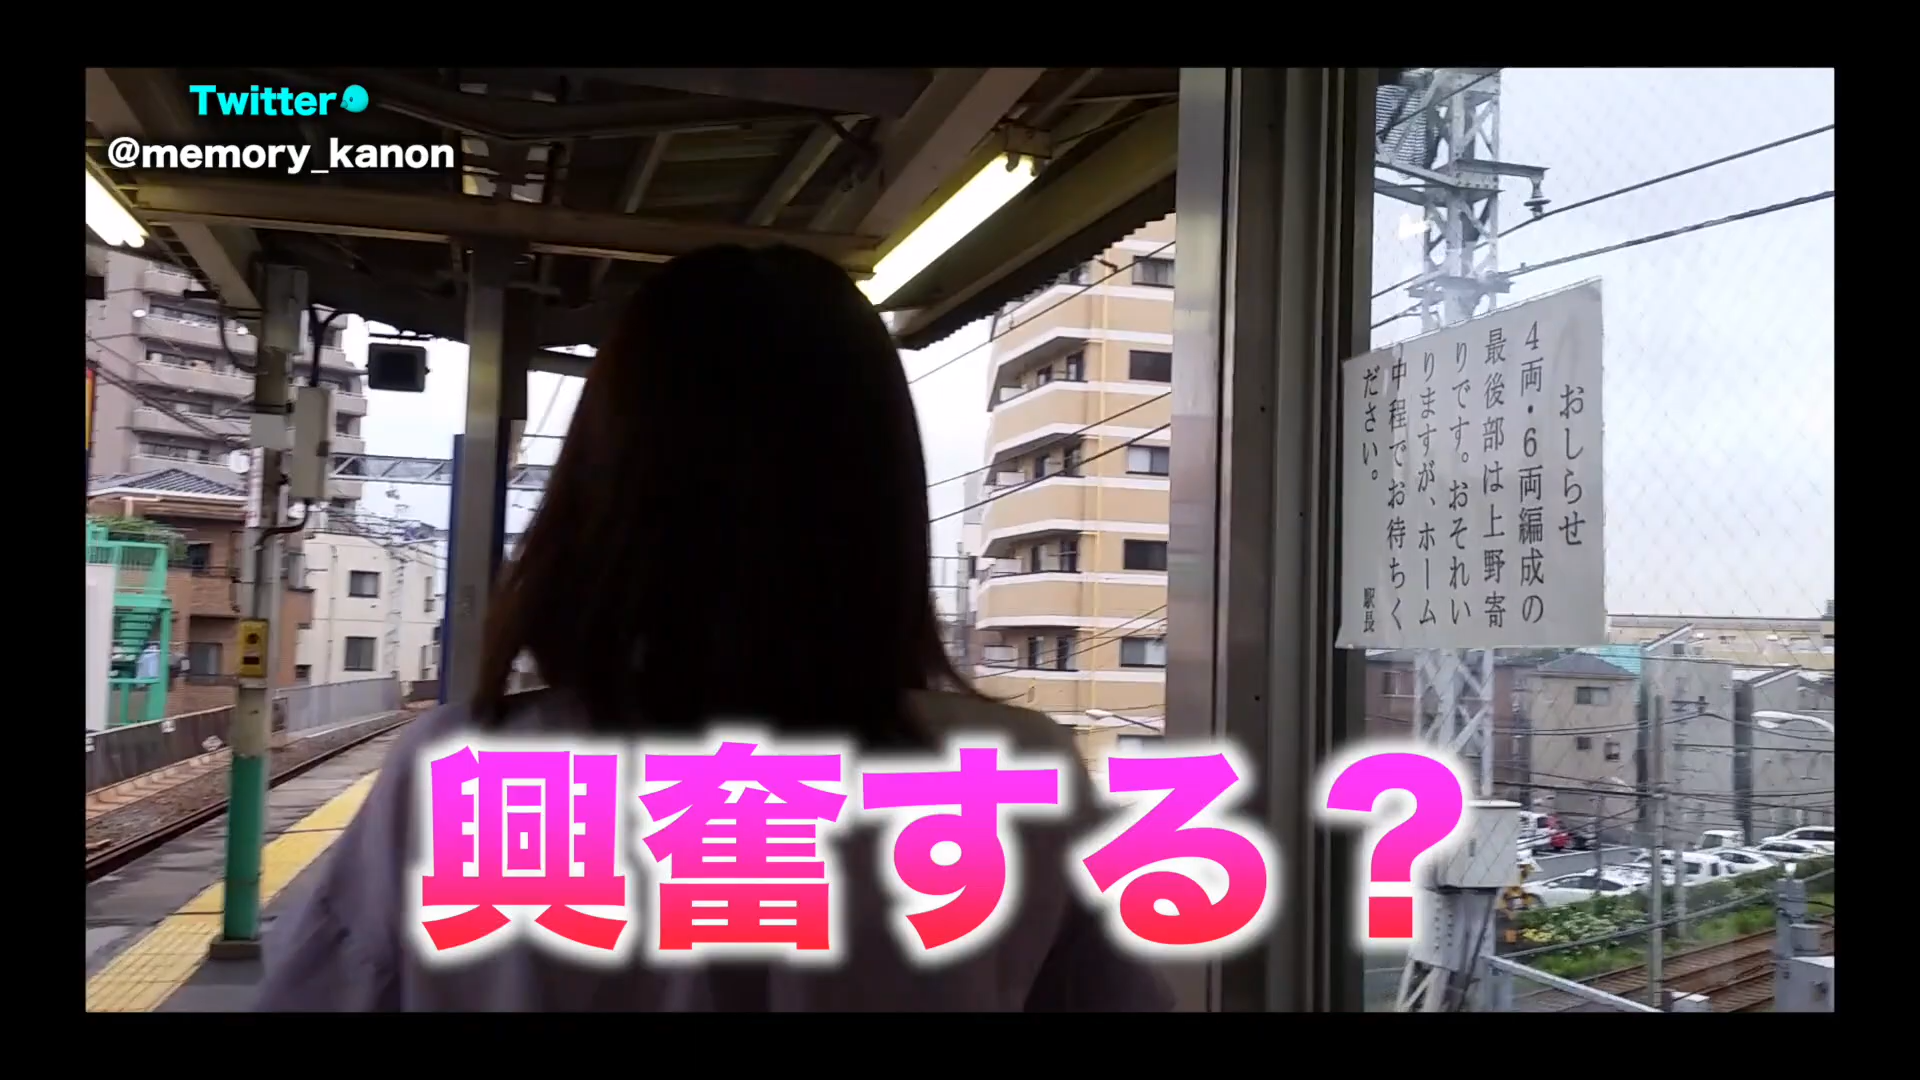 Twitter
@memory_kanon
おしらせ
4両・6両編成の
最後部は上野寄
りです。おそれい
りますが、ホーム
中程でお待ちく
ださい。
駅長
興奮する？